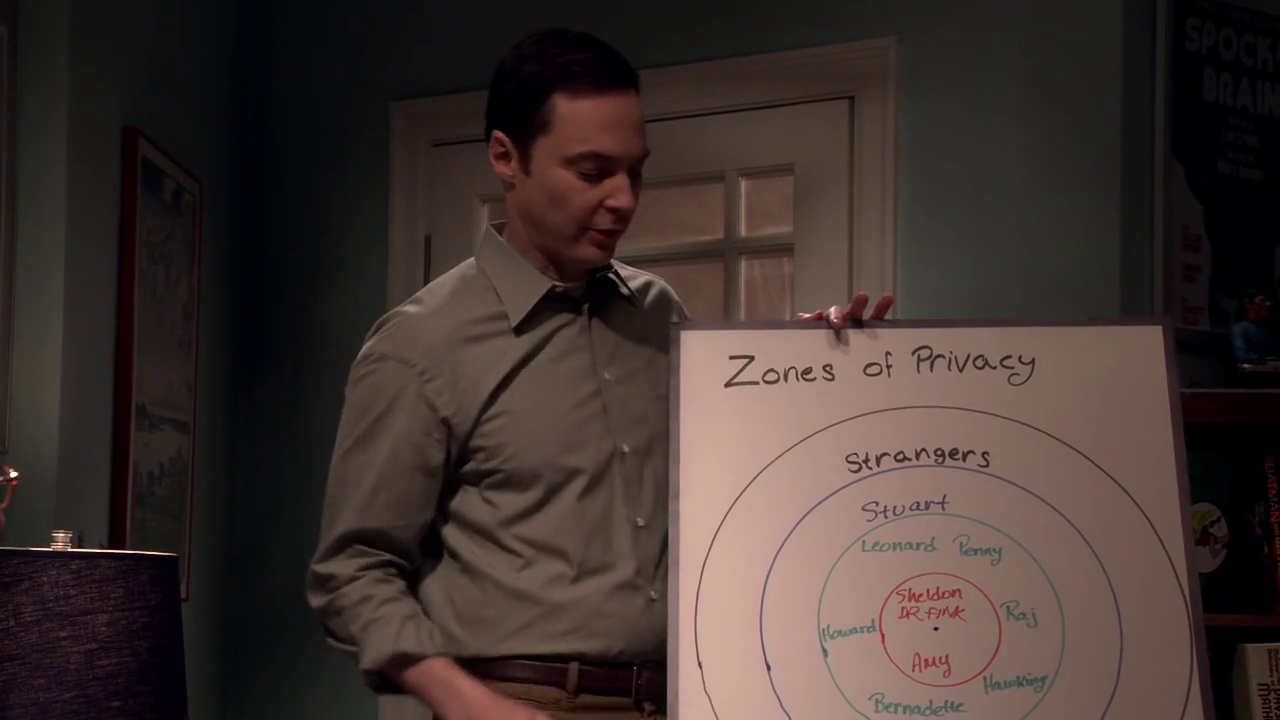 SPOCK'S
BRAIN
Zones of Privacy
Strangers
Stuart
Leonard Penny
Sheldon
DR FINK
Howard
Raj
Amy
Hawking
Bernadette